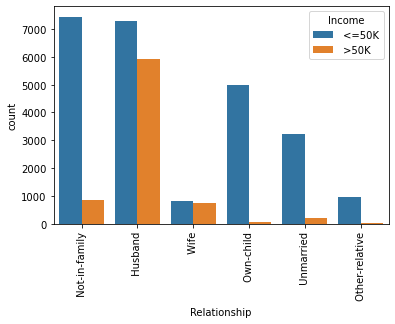 Income
<=50K
>50K
count
7000
6000
5000
4000
3000
2000
1000
0
Not-in-family
Husband
Wife
Own-child
Unmarried
Other-relative
Relationship